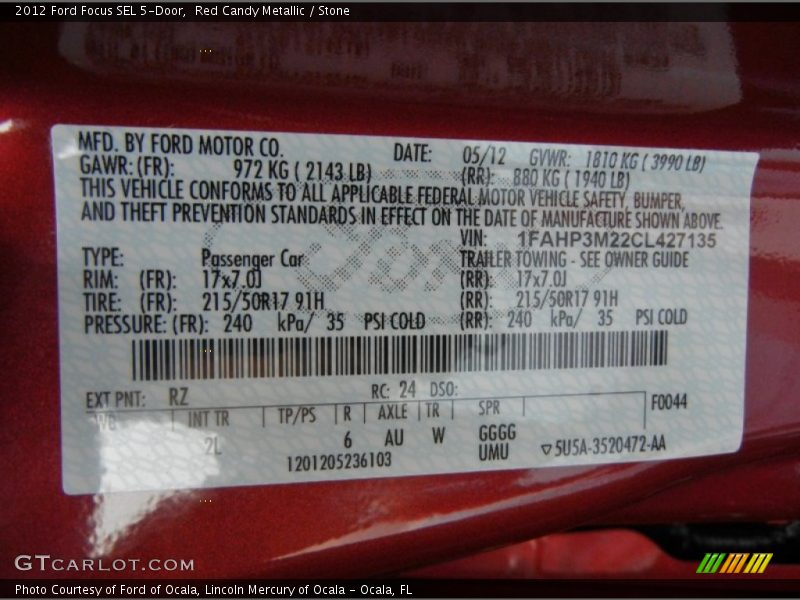 2012 Ford Focus SEL 5-Door, Red Candy Metallic / Stone
MFD. BY FORD MOTOR CO. DATE: 05/12 GVWR: 1810 KG ( 3990 LB)
GAWR: (FR): 972 KG ( 2143 LB) (RR): 880 KG ( 1940 LB)
THIS VEHICLE CONFORMS TO ALL APPLICABLE FEDERAL MOTOR VEHICLE SAFETY, BUMPER,
AND THEFT PREVENTION STANDARDS IN EFFECT ON THE DATE OF MANUFACTURE SHOWN ABOVE.
VIN: 1FAHP3M22CL427135
TYPE: Passenger Car TRAILER TOWING - SEE OWNER GUIDE
RIM: (FR): 17x7.0J (RR): 17x7.0J
TIRE: (FR): 215/50R17 91H (RR): 215/50R17 91H
PRESSURE: (FR): 240 kPa/ 35 PSI COLD (RR): 240 kPa/ 35 PSI COLD
EXT PNT: RZ RC: 24 DSO:
WB INT TR TP/PS R AXLE TR SPR F0044
2L 6 AU W GGGG
1201205236103 UMU ▽5U5A-3520472-AA
GTCARLOT.COM
Photo Courtesy of Ford of Ocala, Lincoln Mercury of Ocala - Ocala, FL